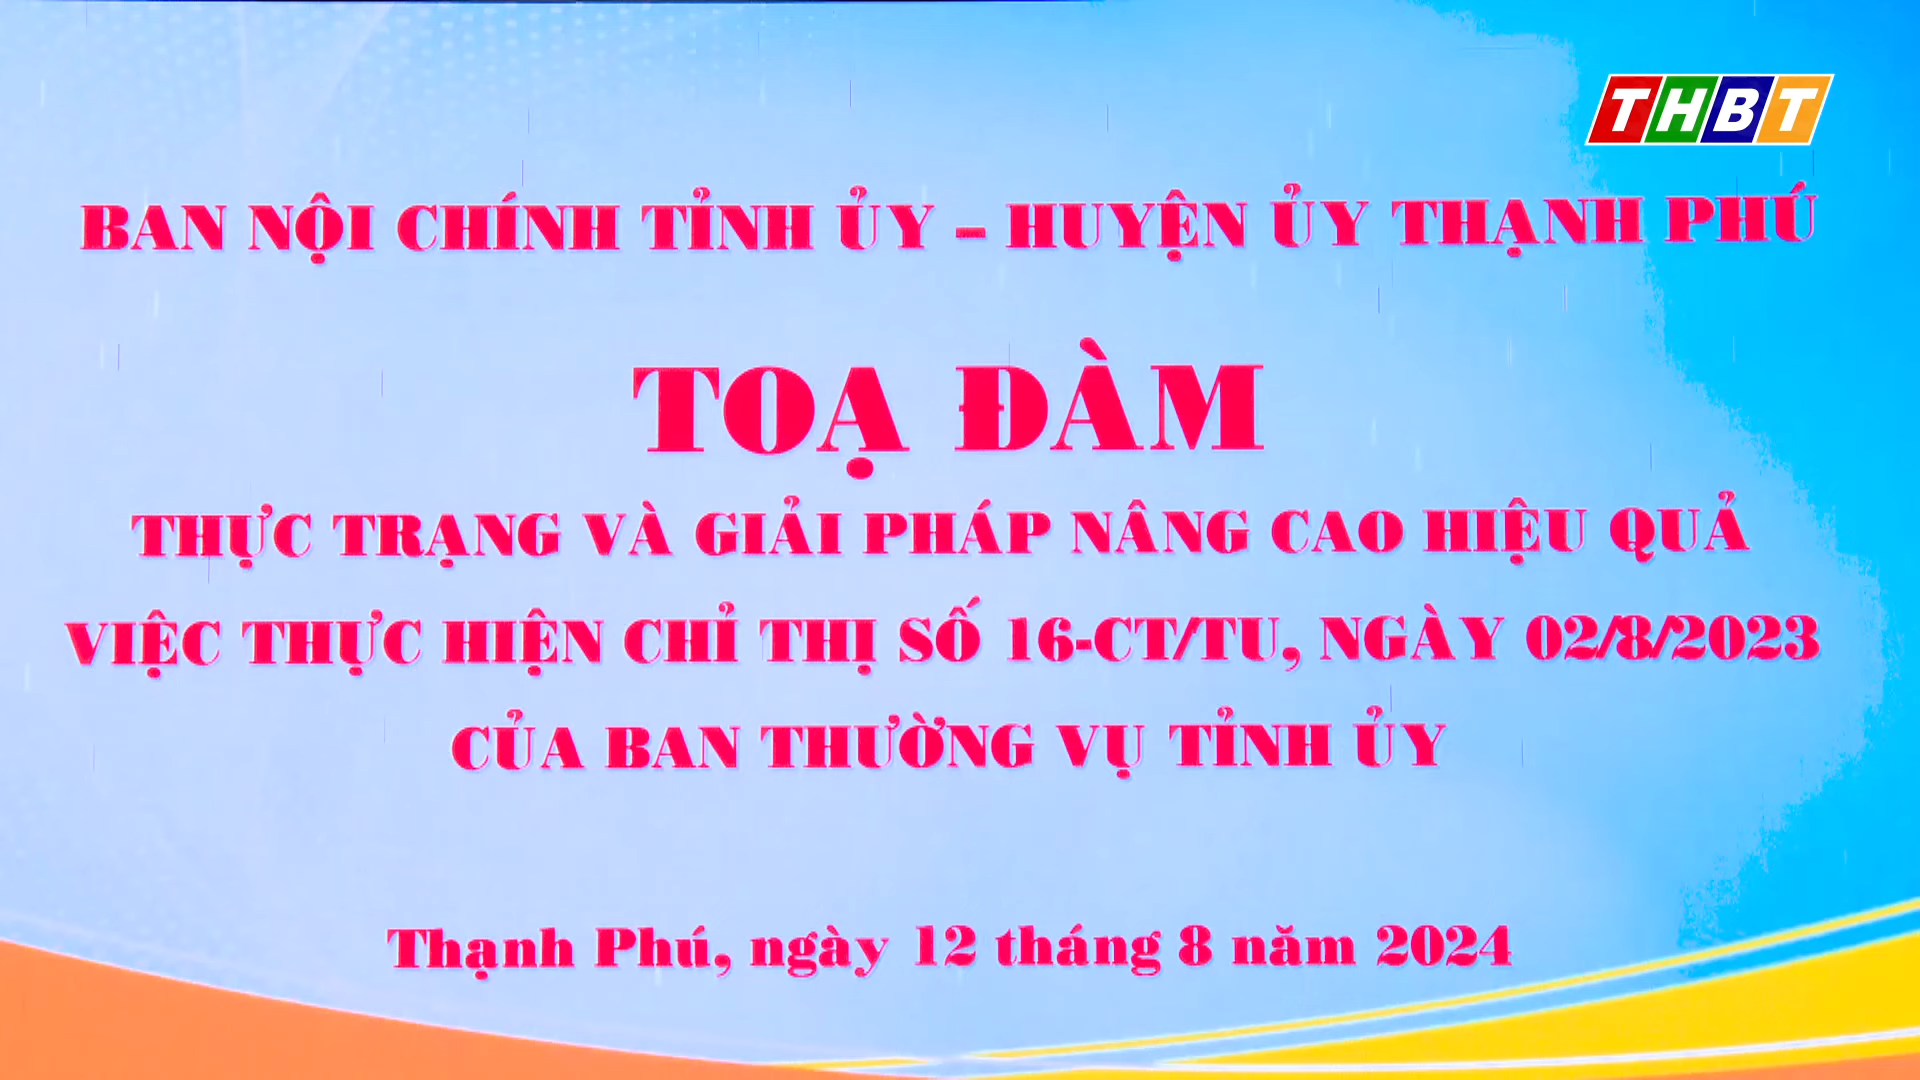 THBT
BAN NỘI CHÍNH TỈNH ỦY – HUYỆN ỦY THẠNH PHÚ
TOẠ ĐÀM
THỰC TRẠNG VÀ GIẢI PHÁP NÂNG CAO HIỆU QUẢ
VIỆC THỰC HIỆN CHỈ THỊ SỐ 16-CT/TU, NGÀY 02/8/2023
CỦA BAN THƯỜNG VỤ TỈNH ỦY
Thạnh Phú, ngày 12 tháng 8 năm 2024